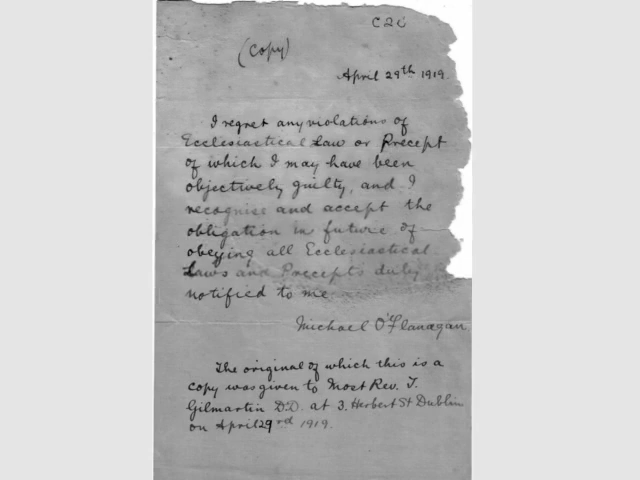 C2C
(Copy)
April 29th 1919.
I regret any violations of
Ecclesiastical Law or Precept
of which I may have been
objectively guilty, and I
recognise and accept the
obligation in future of
obeying all Ecclesiastical
Laws and Precepts duly
notified to me
Michael O'Flanagan
The original of which this is a
copy was given to Most Rev. T.
Gilmartin D.D. at 3. Herbert St Dublin
on April 29rd 1919.